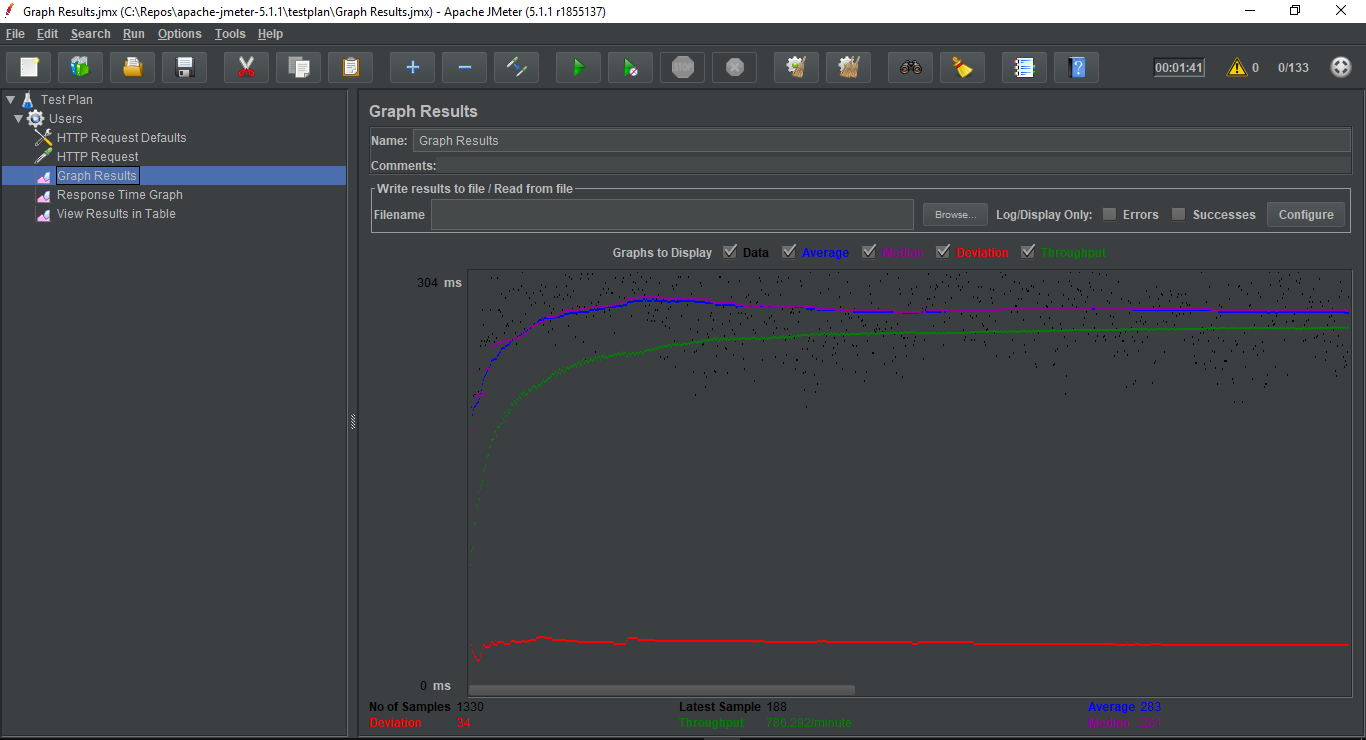 Graph Results.jmx (C:\Repos\apache-jmeter-5.1.1\testplan\Graph Results.jmx) - Apache JMeter (5.1.1 r1855137)
File Edit Search Run Options Tools Help
STOP 00:01:41 0 0/133
Test Plan
Users
HTTP Request Defaults
HTTP Request
Graph Results
Response Time Graph
View Results in Table
Graph Results
Name: Graph Results
Comments:
Write results to file / Read from file
Filename Browse... Log/Display Only: Errors Successes Configure
Graphs to Display Data Average Median Deviation Throughput
304 ms
0 ms
No of Samples 1330 Latest Sample 188 Average 283
Deviation 34 Throughput 786.292/minute Median 284